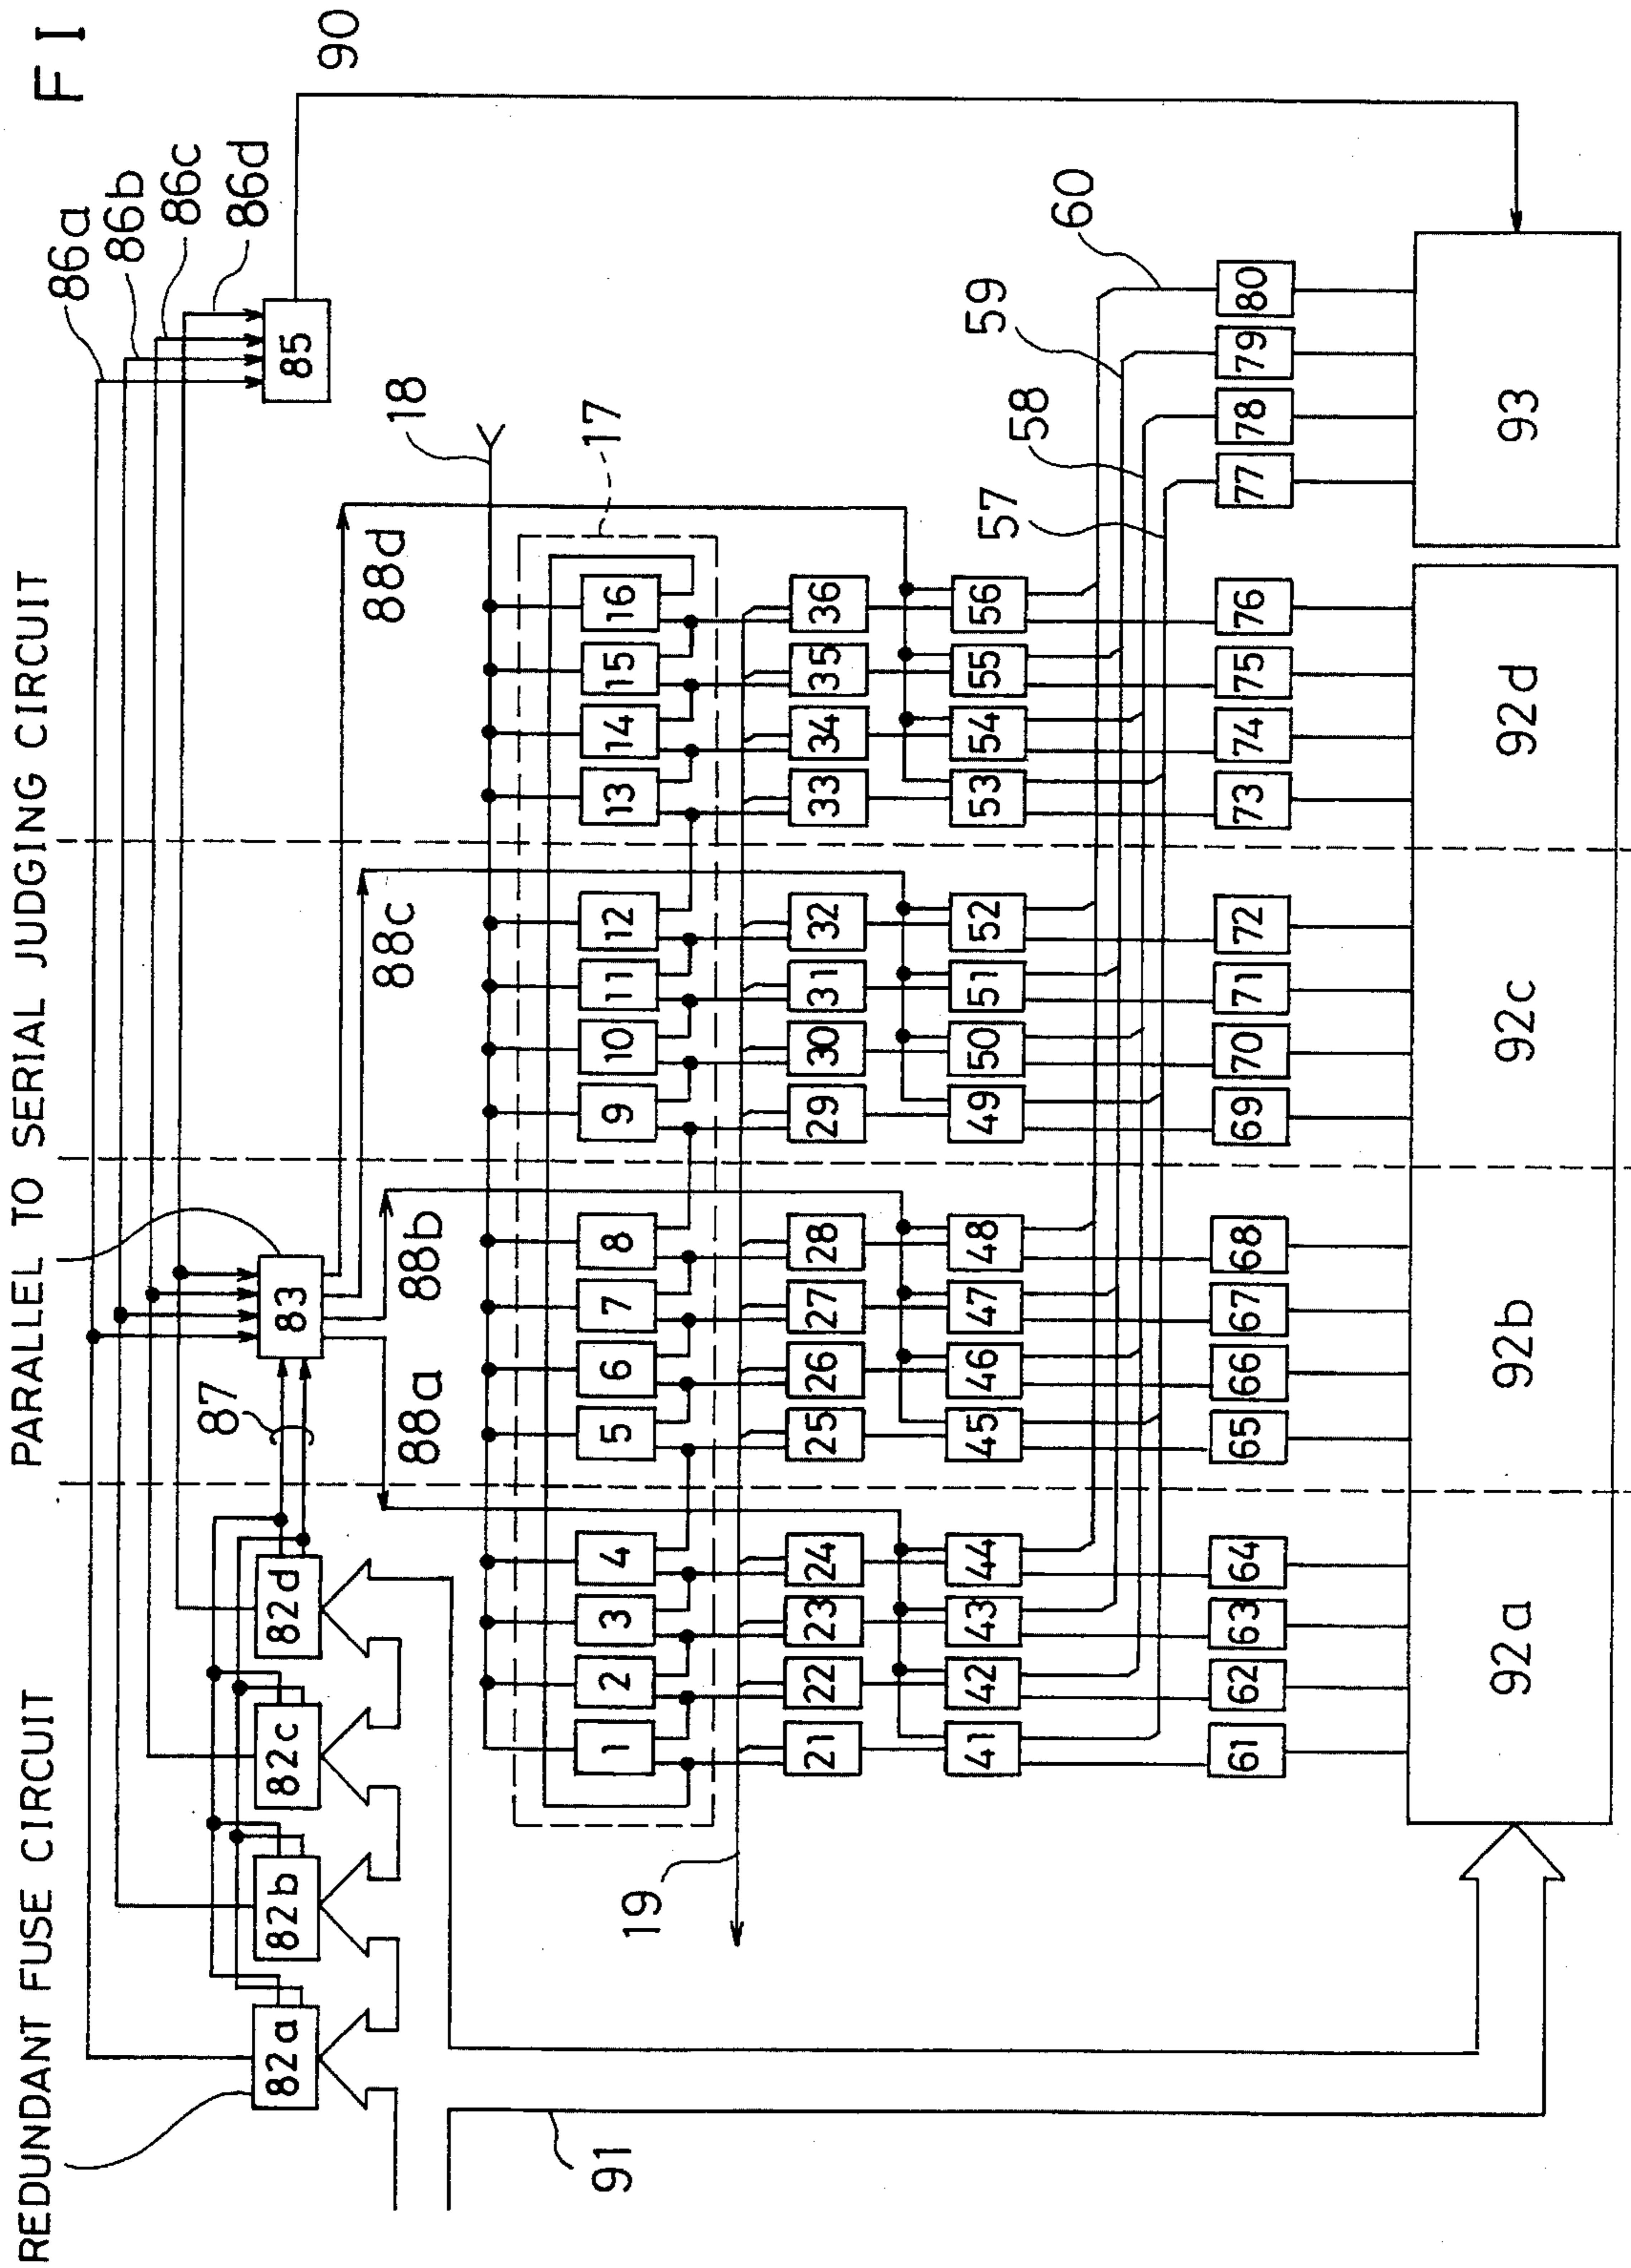 F I
REDUNDANT FUSE CIRCUIT
PARALLEL TO SERIAL JUDGING CIRCUIT
86a
86b
86c
86d
90
82a
82b
82c
82d
87
83
85
88a
88b
88c
88d
18
17
1 2 3 4 5 6 7 8 9 10 11 12 13 14 15 16
19
21 22 23 24 25 26 27 28 29 30 31 32 33 34 35 36
41 42 43 44 45 46 47 48 49 50 51 52 53 54 55 56
57
58
59
60
61 62 63 64 65 66 67 68 69 70 71 72 73 74 75 76 77 78 79 80
91
92a 92b 92c 92d 93